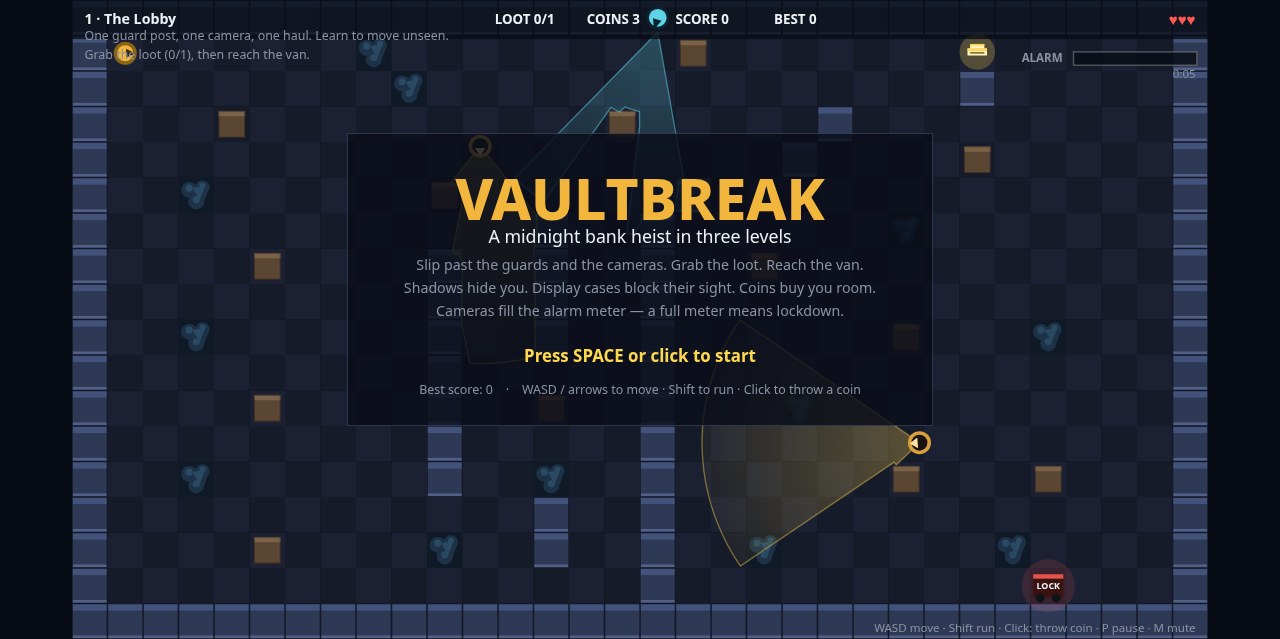 1 · The Lobby
LOOT 0/1
COINS 3
SCORE 0
BEST 0
♥♥♥
One guard post, one camera, one haul. Learn to move unseen.
Grab the loot (0/1), then reach the van.
ALARM
0:05
VAULTBREAK
A midnight bank heist in three levels
Slip past the guards and the cameras. Grab the loot. Reach the van.
Shadows hide you. Display cases block their sight. Coins buy you room.
Cameras fill the alarm meter — a full meter means lockdown.
Press SPACE or click to start
Best score: 0 · WASD / arrows to move · Shift to run · Click to throw a coin
LOCK
WASD move · Shift run · Click: throw coin · P pause · M mute